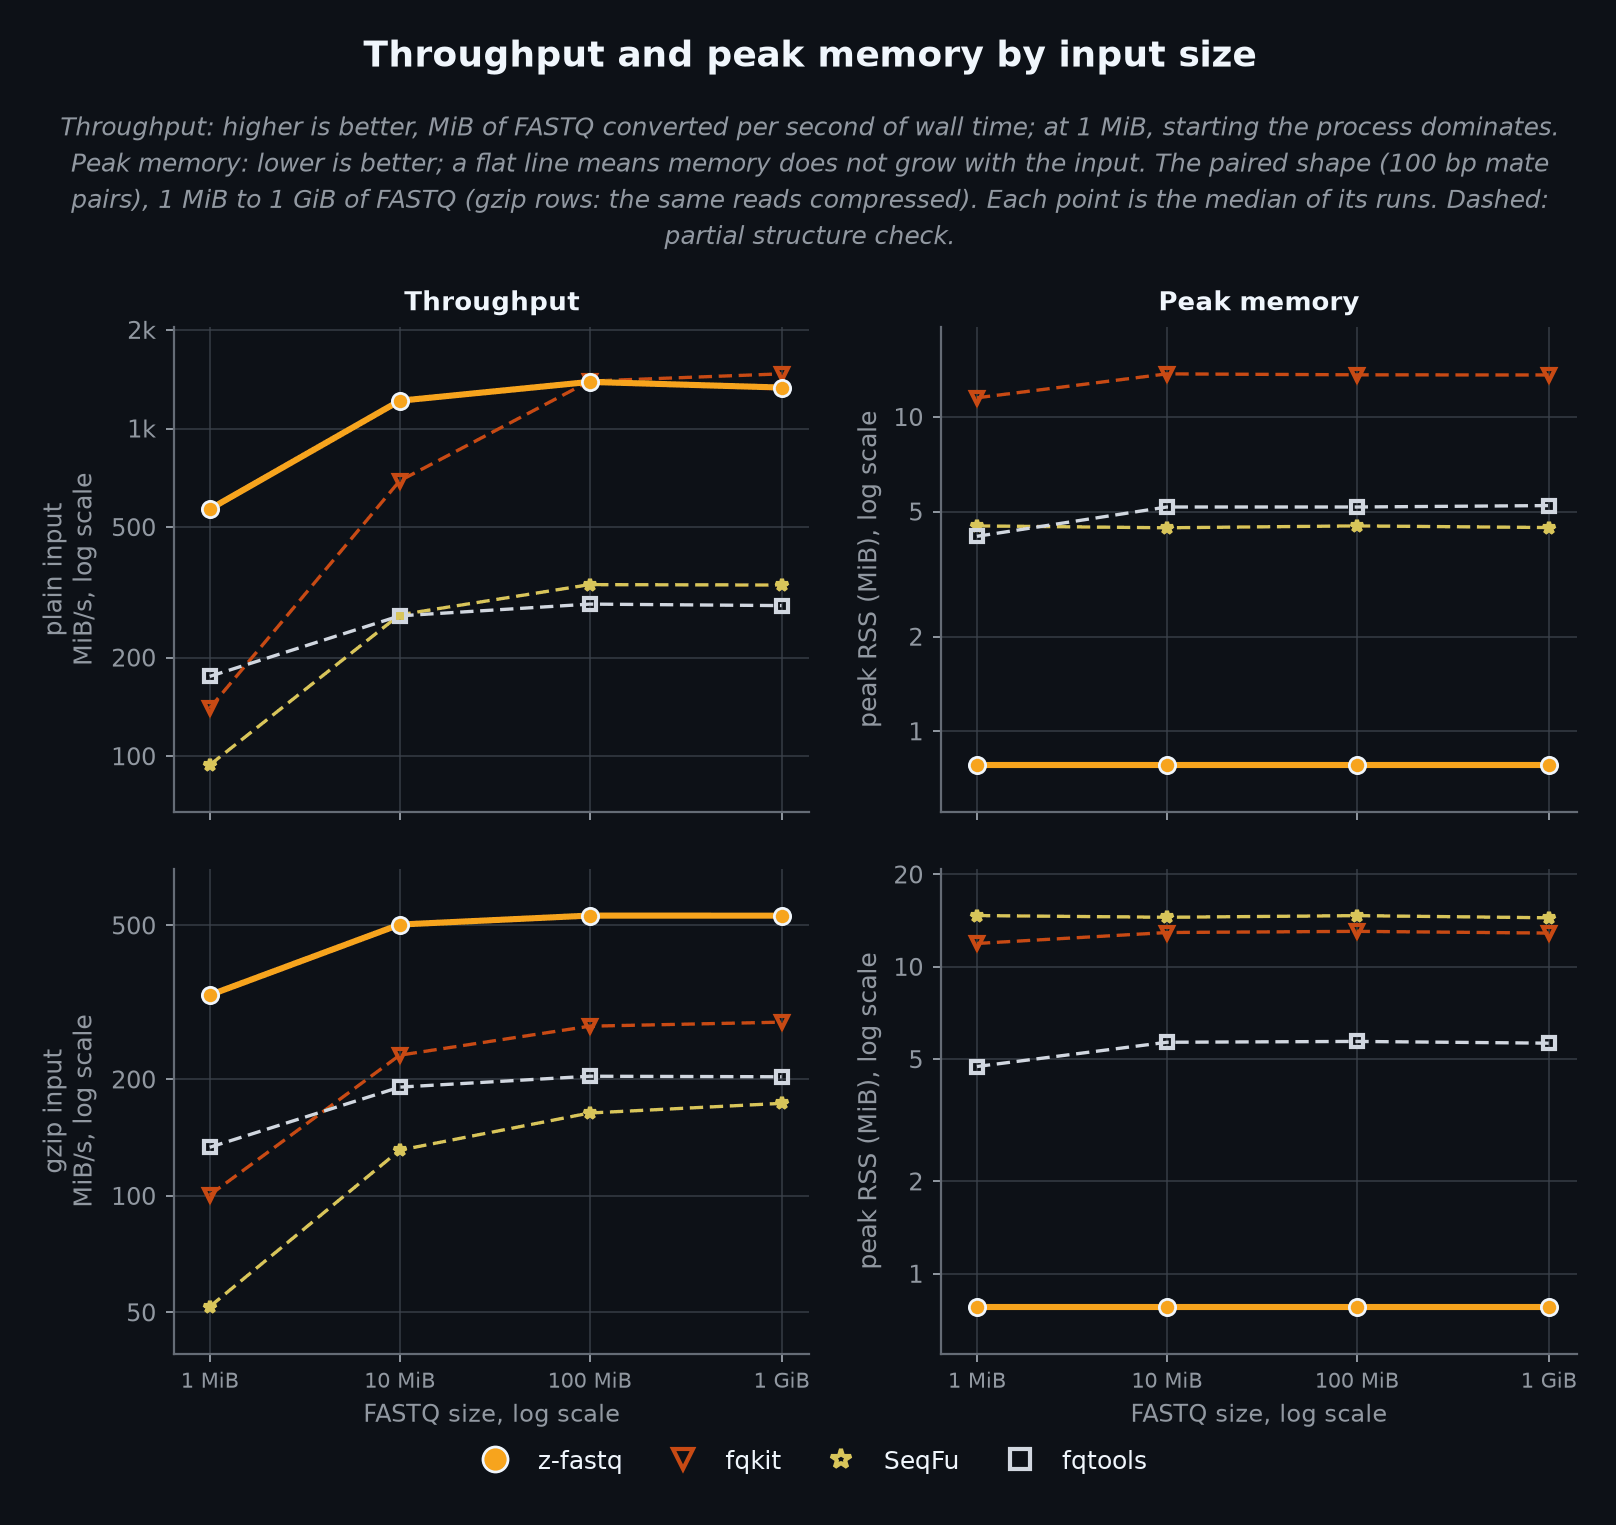 Throughput and peak memory by input size
Throughput: higher is better, MiB of FASTQ converted per second of wall time; at 1 MiB, starting the process dominates.
Peak memory: lower is better; a flat line means memory does not grow with the input. The paired shape (100 bp mate
pairs), 1 MiB to 1 GiB of FASTQ (gzip rows: the same reads compressed). Each point is the median of its runs. Dashed:
partial structure check.
Throughput
2k
1k
500
200
100
plain input
MiB/s, log scale
Peak memory
10
5
2
1
peak RSS (MiB), log scale
500
200
100
50
gzip input
MiB/s, log scale
1 MiB
10 MiB
100 MiB
1 GiB
FASTQ size, log scale
20
10
5
2
1
peak RSS (MiB), log scale
1 MiB
10 MiB
100 MiB
1 GiB
FASTQ size, log scale
z-fastq
fqkit
SeqFu
fqtools